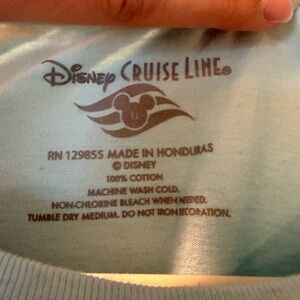 Disney CRUISE LINE®
XL
RN 129855 MADE IN HONDURAS
© DISNEY
100% COTTON
MACHINE WASH COLD.
NON-CHLORINE BLEACH WHEN NEEDED.
TUMBLE DRY MEDIUM. DO NOT IRON DECORATION.